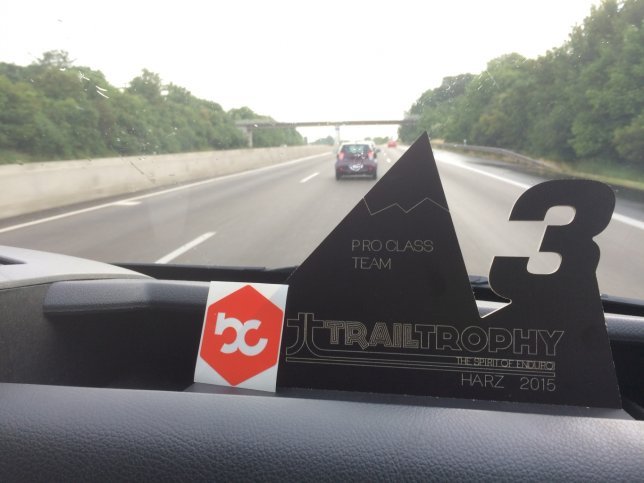 PRO CLASS
TEAM
3
bc
TRAILTROPHY
THE SPIRIT OF ENDURO!
HARZ 2015